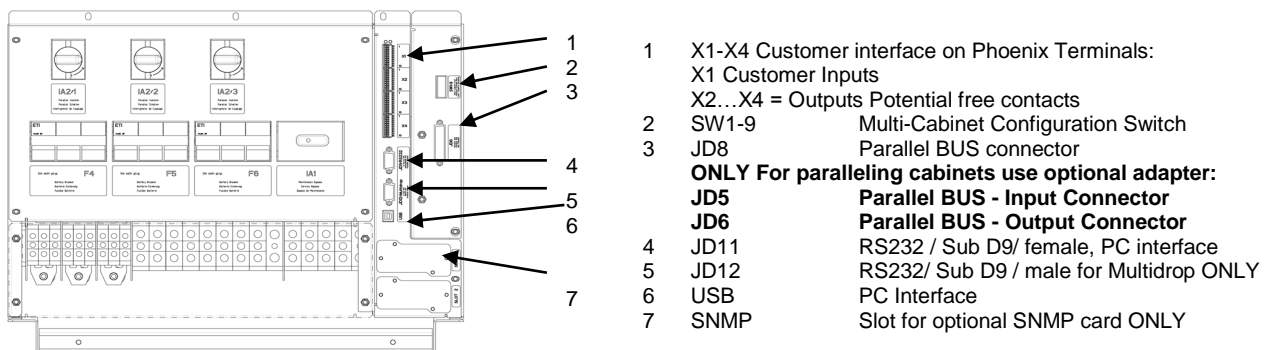 IA2/1
IA2/2
IA2/3
X1
X2
X3
X4
ETI
ETI
ETI
F4
F5
F6
IA1
USB
SLOT 2
1
2
3
4
5
6
7
1 X1-X4 Customer interface on Phoenix Terminals:
X1 Customer Inputs
X2…X4 = Outputs Potential free contacts
2 SW1-9 Multi-Cabinet Configuration Switch
3 JD8 Parallel BUS connector
ONLY For paralleling cabinets use optional adapter:
JD5 Parallel BUS - Input Connector
JD6 Parallel BUS - Output Connector
4 JD11 RS232 / Sub D9/ female, PC interface
5 JD12 RS232/ Sub D9 / male for Multidrop ONLY
6 USB PC Interface
7 SNMP Slot for optional SNMP card ONLY